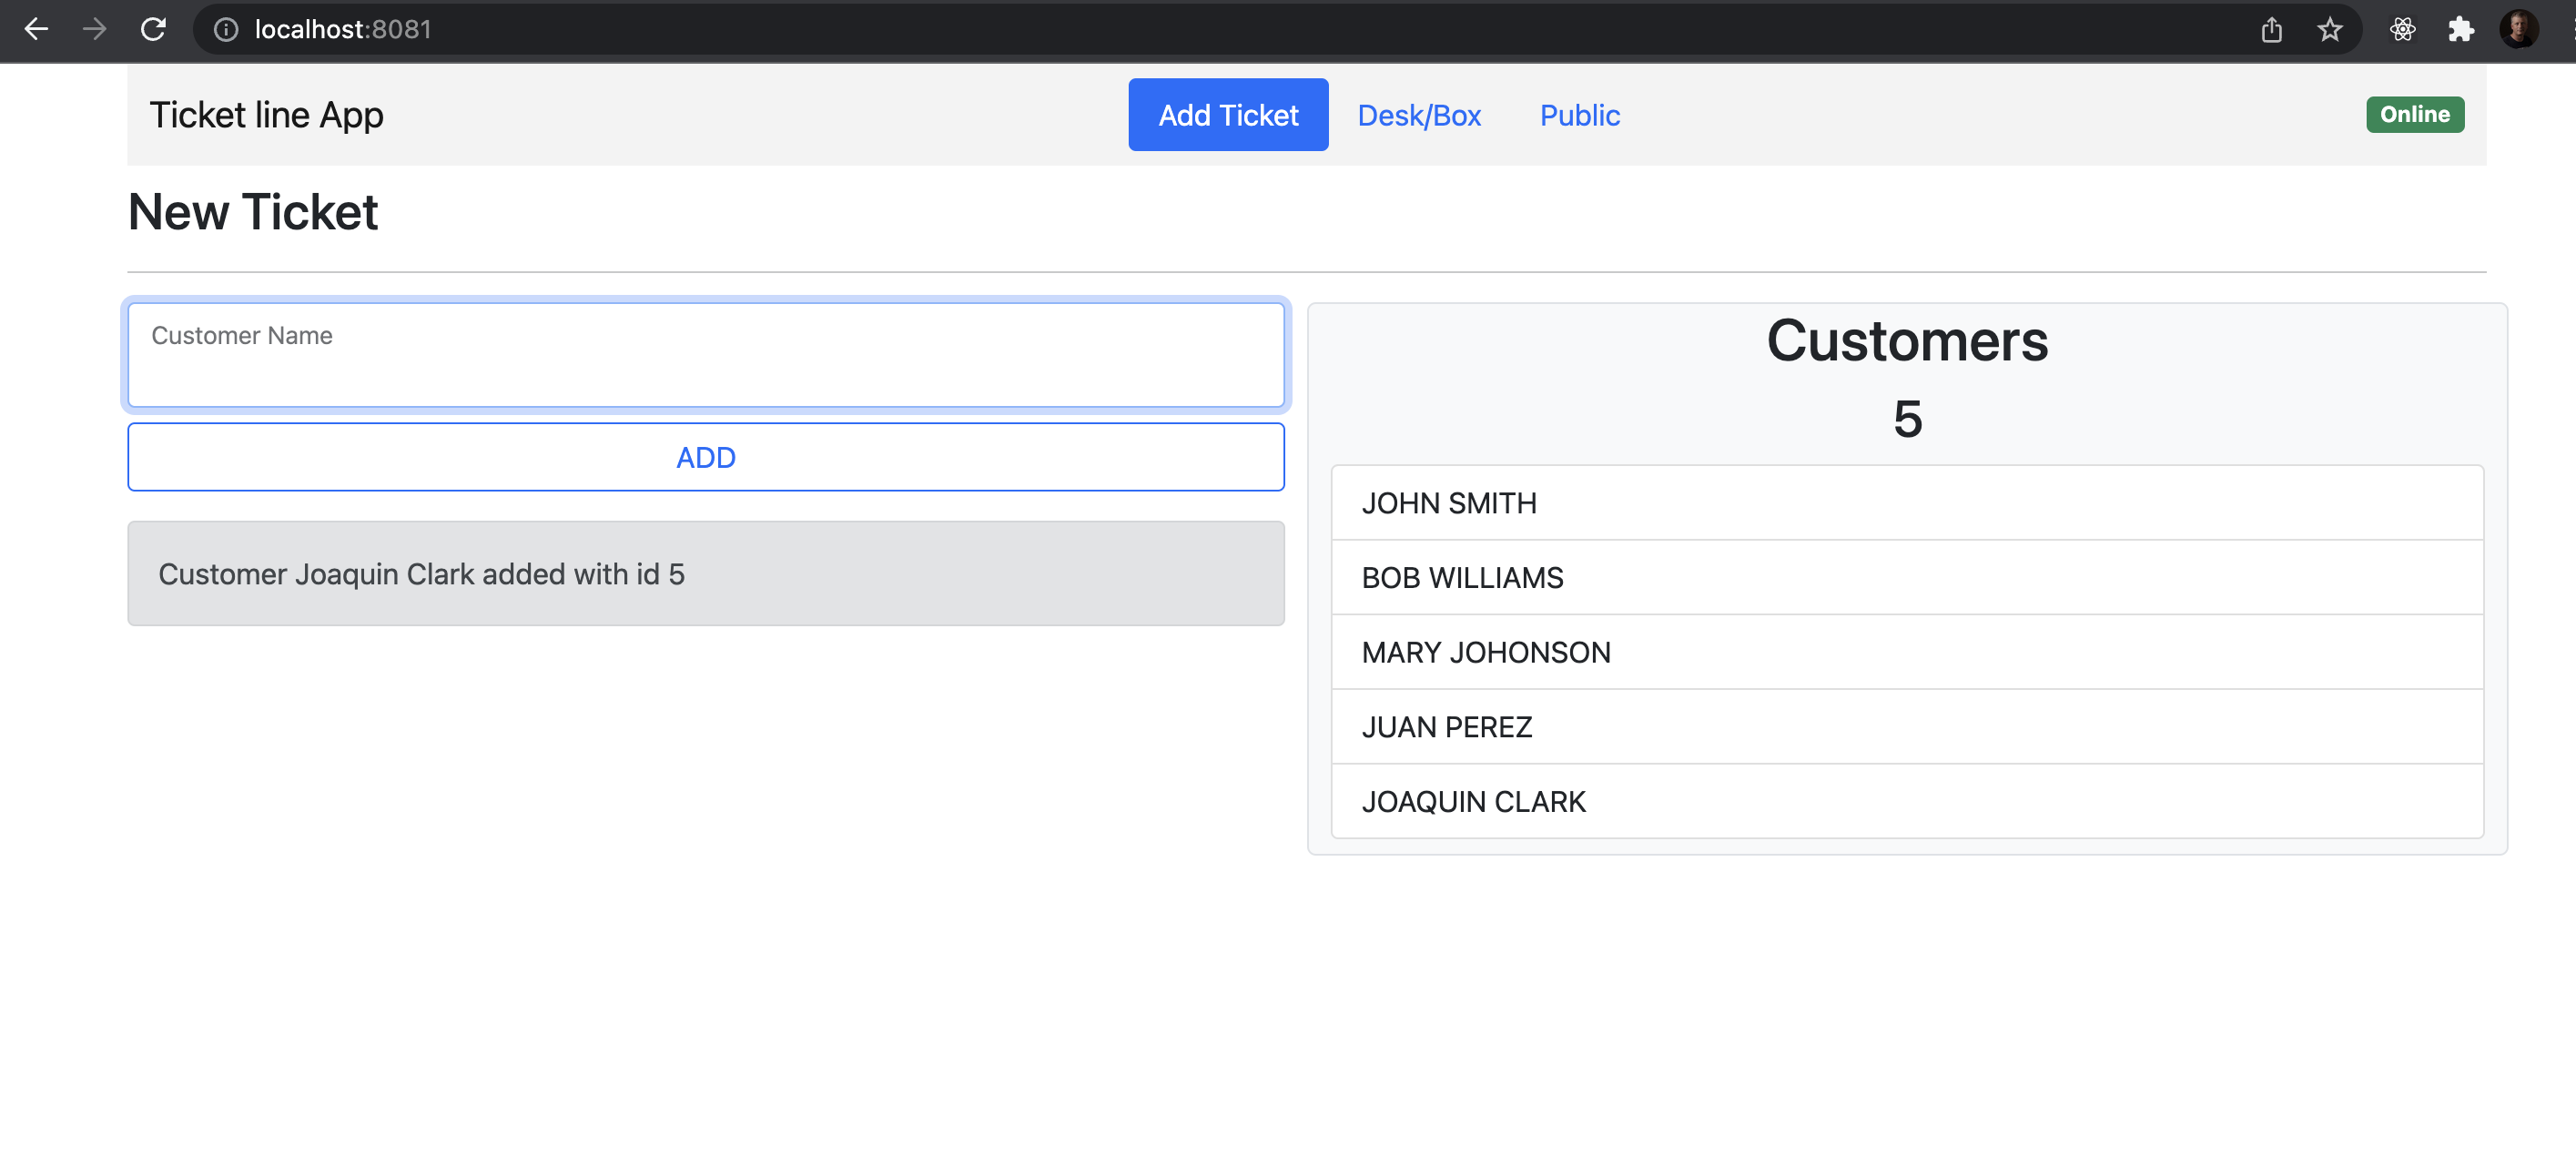 localhost:8081
Ticket line App
Add Ticket
Desk/Box
Public
Online
New Ticket
Customer Name
ADD
Customer Joaquin Clark added with id 5
Customers
5
JOHN SMITH
BOB WILLIAMS
MARY JOHONSON
JUAN PEREZ
JOAQUIN CLARK